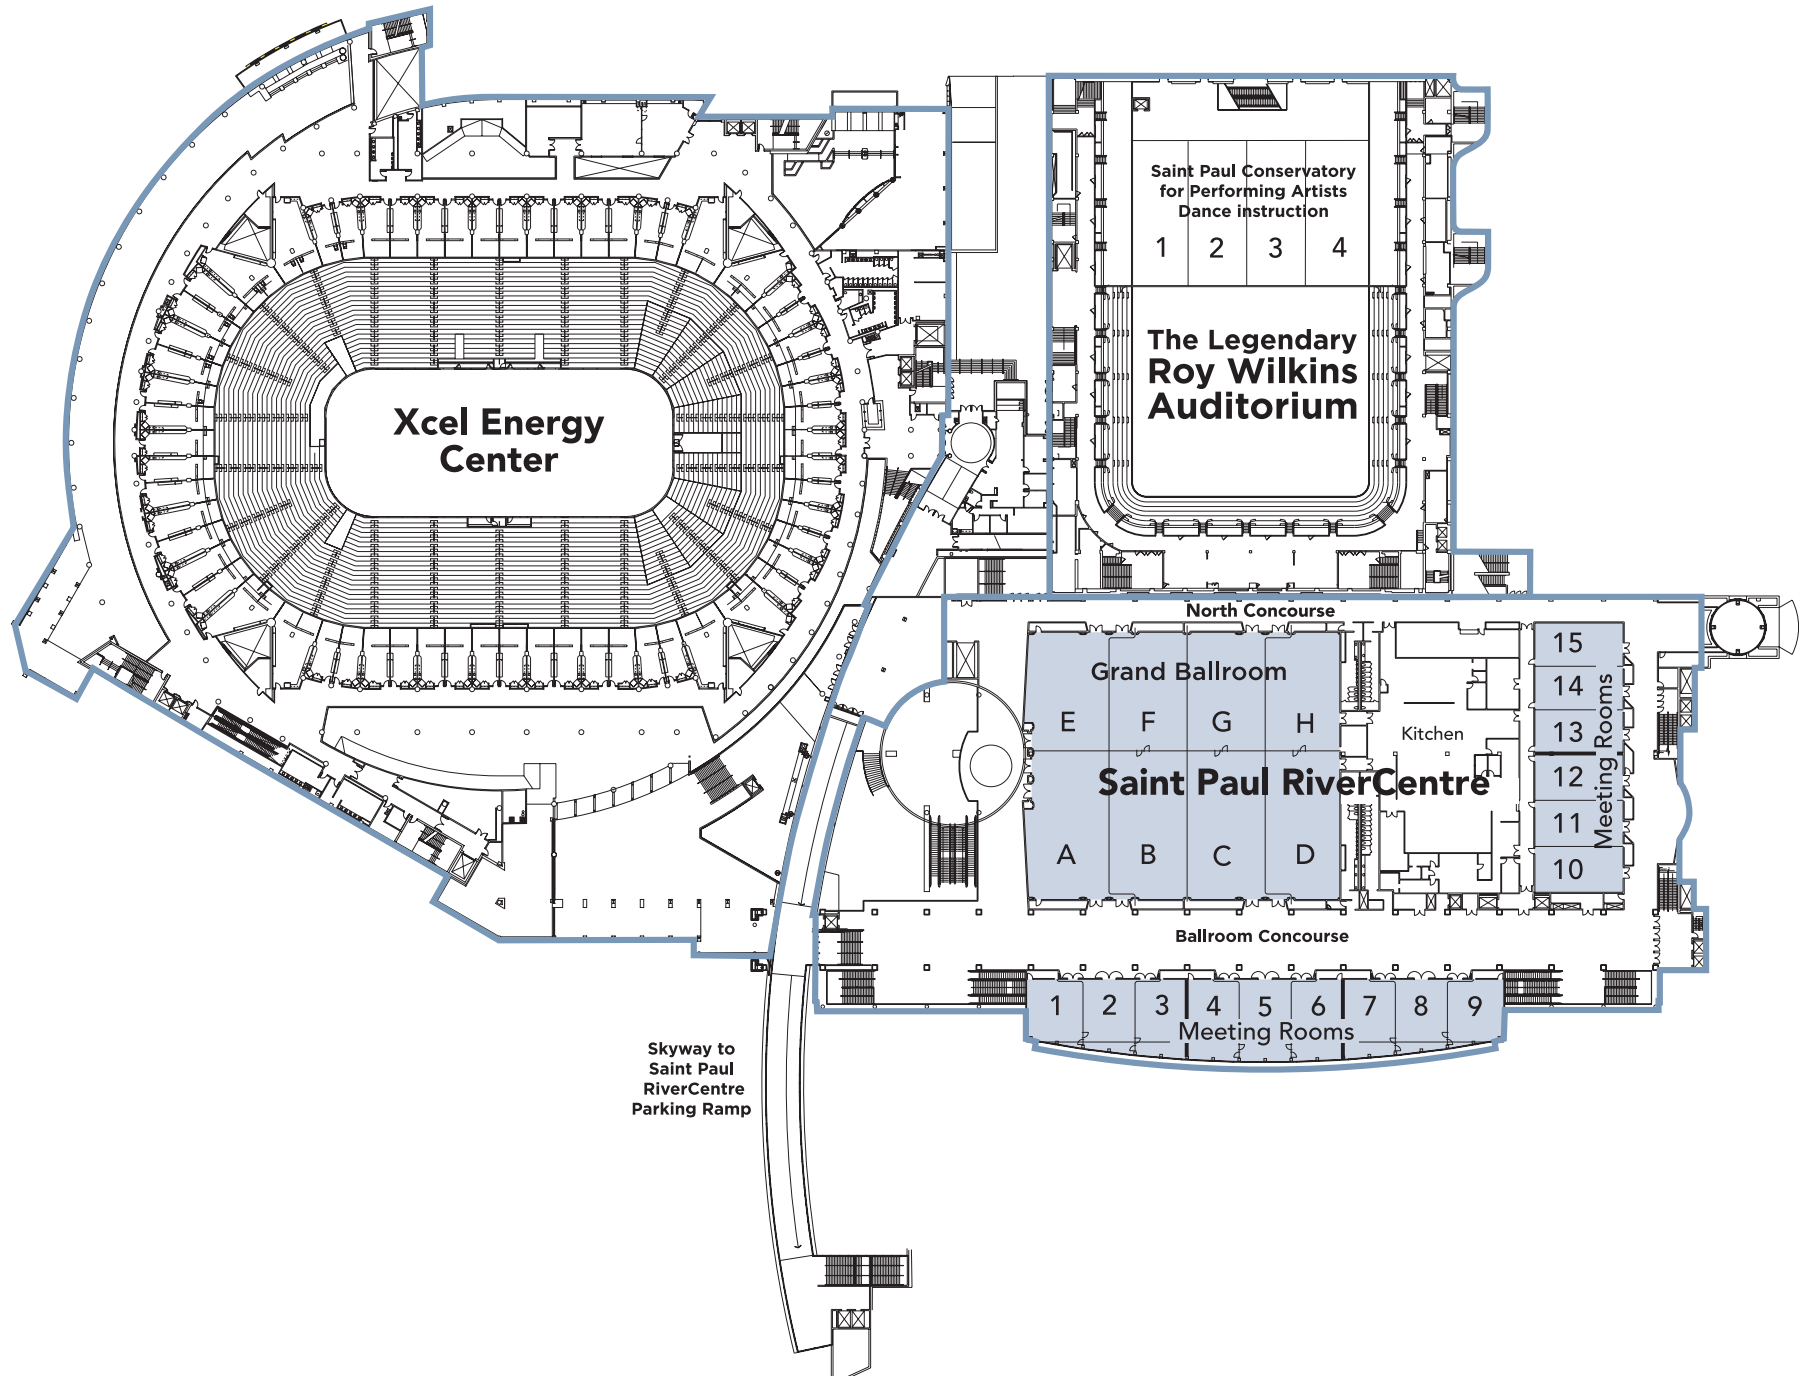 Saint Paul Conservatory
for Performing Artists
Dance instruction
1 2 3 4
The Legendary
Roy Wilkins
Auditorium
Xcel Energy
Center
North Concourse
Grand Ballroom
E F G H
Saint Paul RiverCentre
A B C D
Kitchen
15
14
13
12
11
10
Meeting Rooms
Ballroom Concourse
1 2 3 4 5 6 7 8 9
Meeting Rooms
Skyway to
Saint Paul
RiverCentre
Parking Ramp